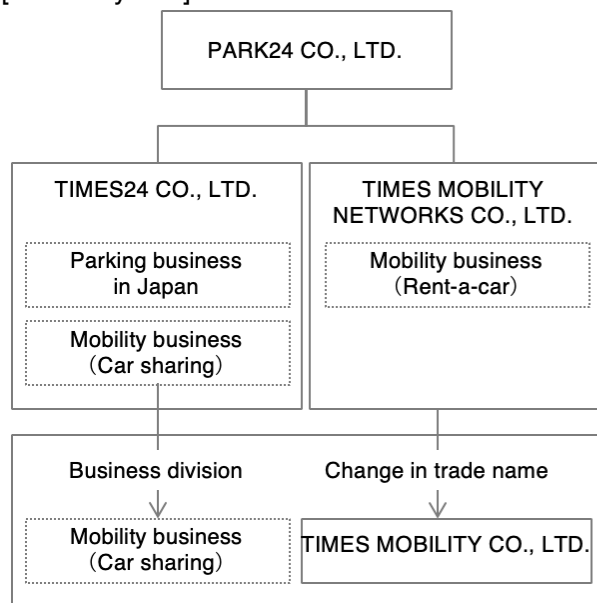 PARK24 CO., LTD.
TIMES24 CO., LTD.
Parking business
in Japan
Mobility business
（Car sharing）
TIMES MOBILITY
NETWORKS CO., LTD.
Mobility business
（Rent-a-car）
Business division
Mobility business
（Car sharing）
Change in trade name
TIMES MOBILITY CO., LTD.